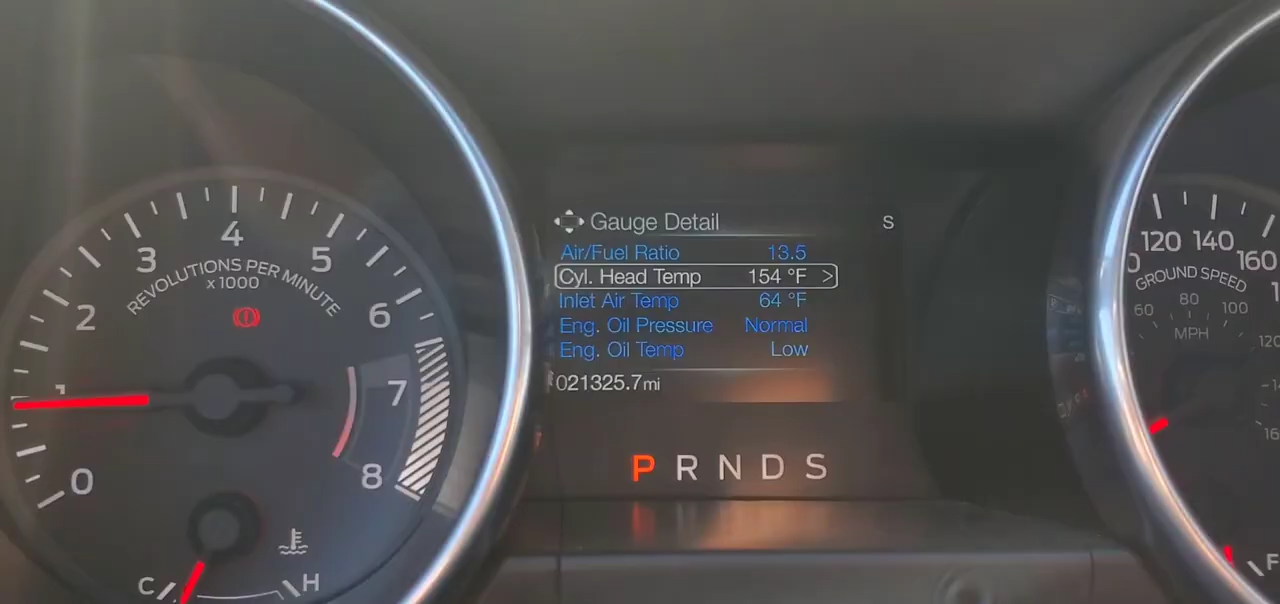 Gauge Detail
S
Air/Fuel Ratio 13.5
Cyl. Head Temp 154 °F >
Inlet Air Temp 64 °F
Eng. Oil Pressure Normal
Eng. Oil Temp Low
021325.7mi
P R N D S
0 1 2 3 4 5 6 7 8
REVOLUTIONS PER MINUTE
x 1000
C H
120 140 160
GROUND SPEED
60 80 100
MPH
F